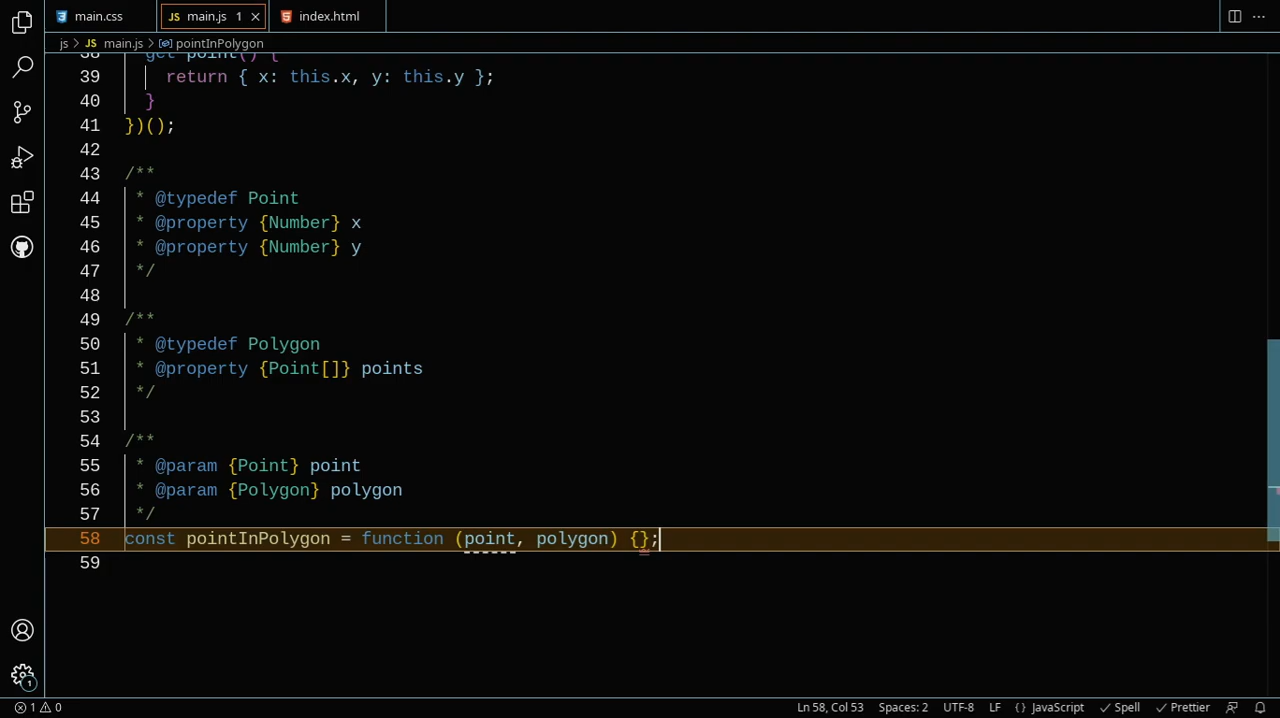 main.css
JS main.js 1
index.html
js > JS main.js > pointInPolygon
38 get point() {
39 return { x: this.x, y: this.y };
40 }
41 })();
42
43 /**
44 * @typedef Point
45 * @property {Number} x
46 * @property {Number} y
47 */
48
49 /**
50 * @typedef Polygon
51 * @property {Point[]} points
52 */
53
54 /**
55 * @param {Point} point
56 * @param {Polygon} polygon
57 */
58 const pointInPolygon = function (point, polygon) {};
59
1
1 0 Ln 58, Col 53 Spaces: 2 UTF-8 LF {} JavaScript Spell Prettier